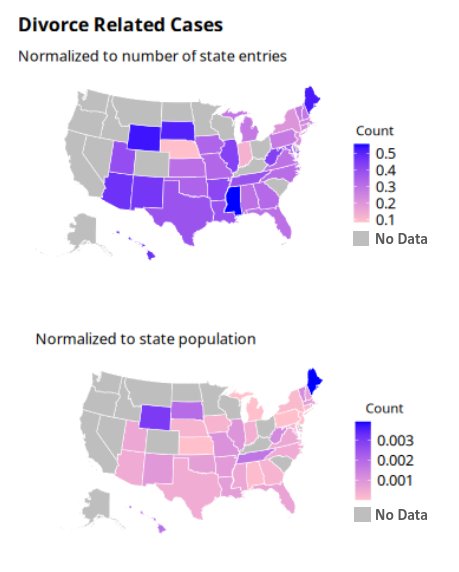 Divorce Related Cases
Normalized to number of state entries
Count
0.5
0.4
0.3
0.2
0.1
No Data
Normalized to state population
Count
0.003
0.002
0.001
No Data